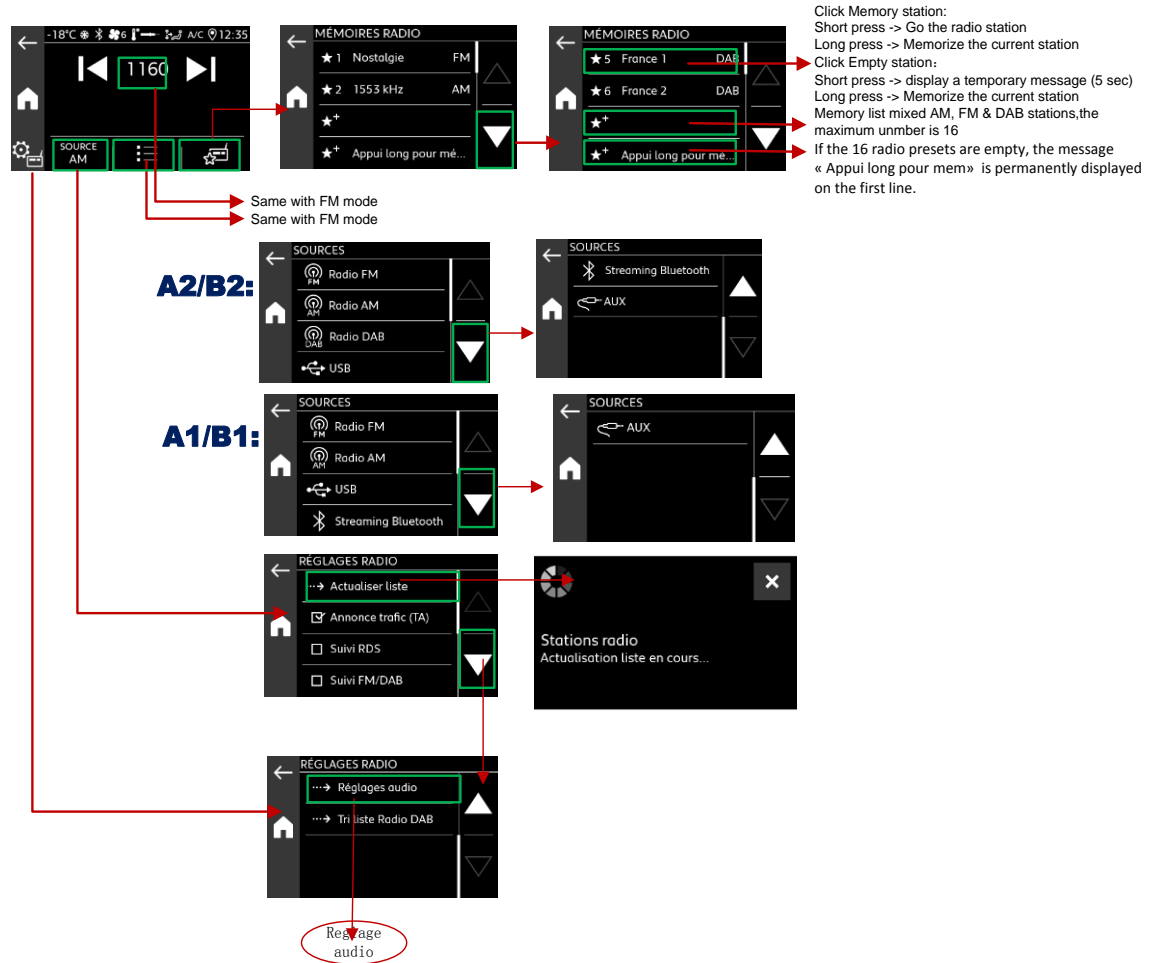 -18°C 6 A/C 12:35
1160
SOURCE
AM
MÉMOIRES RADIO
★ 1 Nostalgie FM
★ 2 1553 kHz AM
★+
★+ Appui long pour mé...
MÉMOIRES RADIO
★ 5 France 1 DAB
★ 6 France 2 DAB
★+
★+ Appui long pour mé...
Click Memory station:
Short press -> Go the radio station
Long press -> Memorize the current station
Click Empty station：
Short press -> display a temporary message (5 sec)
Long press -> Memorize the current station
Memory list mixed AM, FM & DAB stations,the
maximum unmber is 16
If the 16 radio presets are empty, the message
« Appui long pour mem» is permanently displayed
on the first line.
Same with FM mode
Same with FM mode
A2/B2:
SOURCES
FM Radio FM
AM Radio AM
DAB Radio DAB
USB
SOURCES
Streaming Bluetooth
AUX
A1/B1:
SOURCES
FM Radio FM
AM Radio AM
USB
Streaming Bluetooth
SOURCES
AUX
RÉGLAGES RADIO
Actualiser liste
Annonce trafic (TA)
Suivi RDS
Suivi FM/DAB
Stations radio
Actualisation liste en cours...
RÉGLAGES RADIO
Réglages audio
Tri liste Radio DAB
Reglage
audio